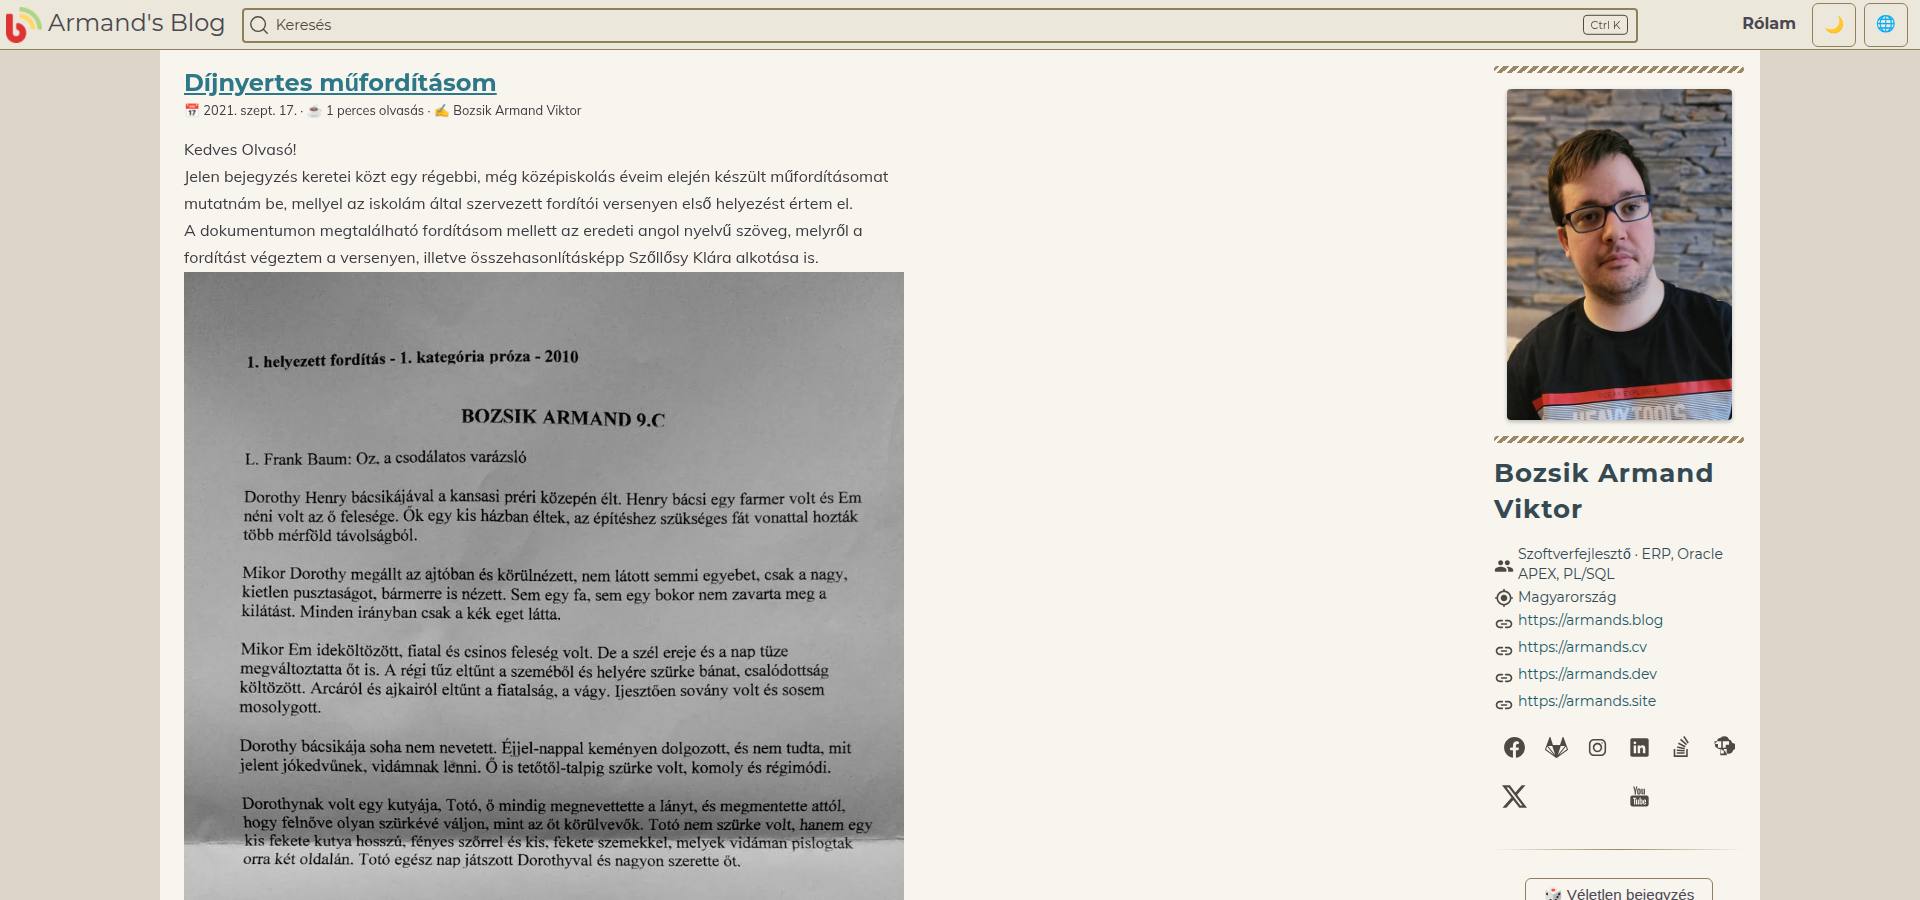 Armand's Blog
Keresés
Ctrl K
Rólam
Díjnyertes műfordításom
2021. szept. 17. · 1 perces olvasás · Bozsik Armand Viktor
Kedves Olvasó!
Jelen bejegyzés keretei közt egy régebbi, még középiskolás éveim elején készült műfordításomat
mutatnám be, mellyel az iskolám által szervezett fordítói versenyen első helyezést értem el.
A dokumentumon megtalálható fordításom mellett az eredeti angol nyelvű szöveg, melyről a
fordítást végeztem a versenyen, illetve összehasonlításképp Szőllősy Klára alkotása is.
1. helyezett fordítás - 1. kategória próza - 2010
BOZSIK ARMAND 9.C
L. Frank Baum: Oz, a csodálatos varázsló
Dorothy Henry bácsikájával a kansasi préri közepén élt. Henry bácsi egy farmer volt és Em
néni volt az ő felesége. Ők egy kis házban éltek, az építéshez szükséges fát vonattal hozták
több mérföld távolságból.
Mikor Dorothy megállt az ajtóban és körülnézett, nem látott semmi egyebet, csak a nagy,
kietlen pusztaságot, bármerre is nézett. Sem egy fa, sem egy bokor nem zavarta meg a
kilátást. Minden irányban csak a kék eget látta.
Mikor Em ideköltözött, fiatal és csinos feleség volt. De a szél ereje és a nap tüze
megváltoztatta őt is. A régi tűz eltűnt a szeméből és helyére szürke bánat, csalódottság
költözött. Arcáról és ajkairól eltűnt a fiatalság, a vágy. Ijesztően sovány volt és sosem
mosolygott.
Dorothy bácsikája soha nem nevetett. Éjjel-nappal keményen dolgozott, és nem tudta, mit
jelent jókedvűnek, vidámnak lenni. Ő is tetőtől-talpig szürke volt, komoly és régimódi.
Dorothynak volt egy kutyája, Totó, ő mindig megnevettette a lányt, és megmentette attól,
hogy felnőve olyan szürkévé váljon, mint az őt körülvevők. Totó nem szürke volt, hanem egy
kis fekete kutya hosszú, fényes szőrrel és kis, fekete szemekkel, melyek vidáman pislogtak
orra két oldalán. Totó egész nap játszott Dorothyval és nagyon szerette őt.
HEAVY TOOLS
Bozsik Armand
Viktor
Szoftverfejlesztő · ERP, Oracle
APEX, PL/SQL
Magyarország
https://armands.blog
https://armands.cv
https://armands.dev
https://armands.site
You
Tube
Véletlen bejegyzés